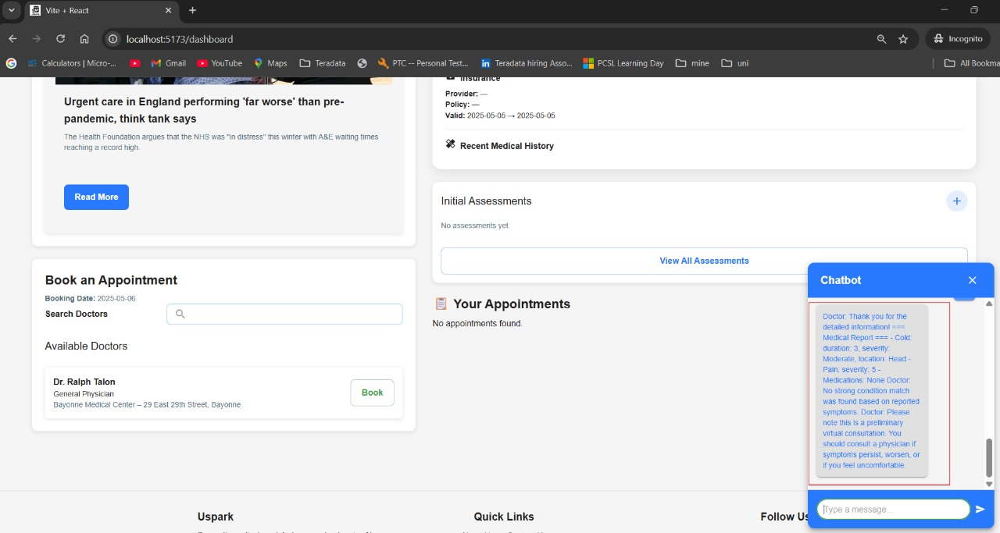 Vite + React
localhost:5173/dashboard
Incognito
Calculators | Micro-...
Gmail
YouTube
Maps
Teradata
PTC -- Personal Test...
Teradata hiring Asso...
PCSL Learning Day
mine
uni
All Bookma
Urgent care in England performing 'far worse' than pre-
pandemic, think tank says
The Health Foundation argues that the NHS was "in distress" this winter with A&E waiting times
reaching a record high.
Read More
Book an Appointment
Booking Date: 2025-05-06
Search Doctors
Available Doctors
Dr. Ralph Talon
General Physician
Bayonne Medical Center – 29 East 29th Street, Bayonne
Book
Insurance
Provider: —
Policy: —
Valid: 2025-05-05 → 2025-05-05
Recent Medical History
Initial Assessments
No assessments yet.
View All Assessments
Your Appointments
No appointments found.
Chatbot
Doctor: Thank you for the
detailed information! ===
Medical Report === - Cold:
duration: 3, severity:
Moderate, location: Head -
Pain: severity: 5 -
Medications: None Doctor:
No strong condition match
was found based on reported
symptoms. Doctor: Please
note this is a preliminary
virtual consultation. You
should consult a physician if
symptoms persist, worsen, or
if you feel uncomfortable.
Type a message...
Uspark
Quick Links
Follow Us